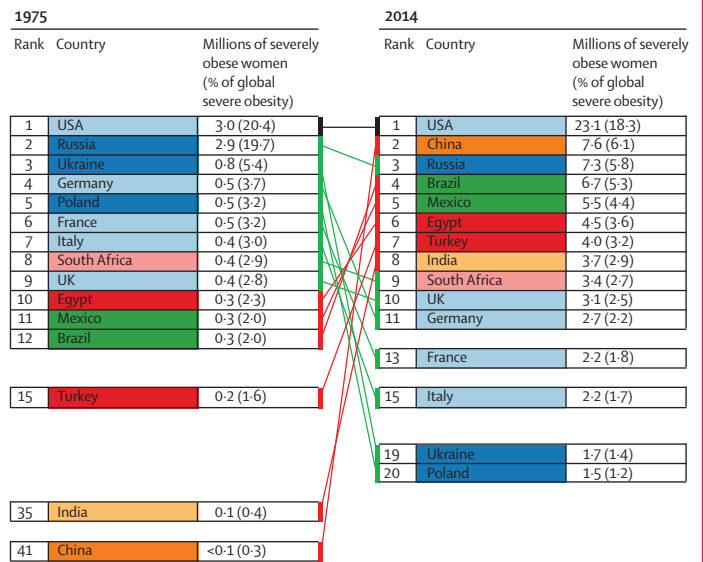 1975
Rank Country Millions of severely
obese women
(% of global
severe obesity)
1 USA 3·0 (20·4)
2 Russia 2·9 (19·7)
3 Ukraine 0·8 (5·4)
4 Germany 0·5 (3·7)
5 Poland 0·5 (3·2)
6 France 0·5 (3·2)
7 Italy 0·4 (3·0)
8 South Africa 0·4 (2·9)
9 UK 0·4 (2·8)
10 Egypt 0·3 (2·3)
11 Mexico 0·3 (2·0)
12 Brazil 0·3 (2·0)
15 Turkey 0·2 (1·6)
35 India 0·1 (0·4)
41 China <0·1 (0·3)
2014
Rank Country Millions of severely
obese women
(% of global
severe obesity)
1 USA 23·1 (18·3)
2 China 7·6 (6·1)
3 Russia 7·3 (5·8)
4 Brazil 6·7 (5·3)
5 Mexico 5·5 (4·4)
6 Egypt 4·5 (3·6)
7 Turkey 4·0 (3·2)
8 India 3·7 (2·9)
9 South Africa 3·4 (2·7)
10 UK 3·1 (2·5)
11 Germany 2·7 (2·2)
13 France 2·2 (1·8)
15 Italy 2·2 (1·7)
19 Ukraine 1·7 (1·4)
20 Poland 1·5 (1·2)